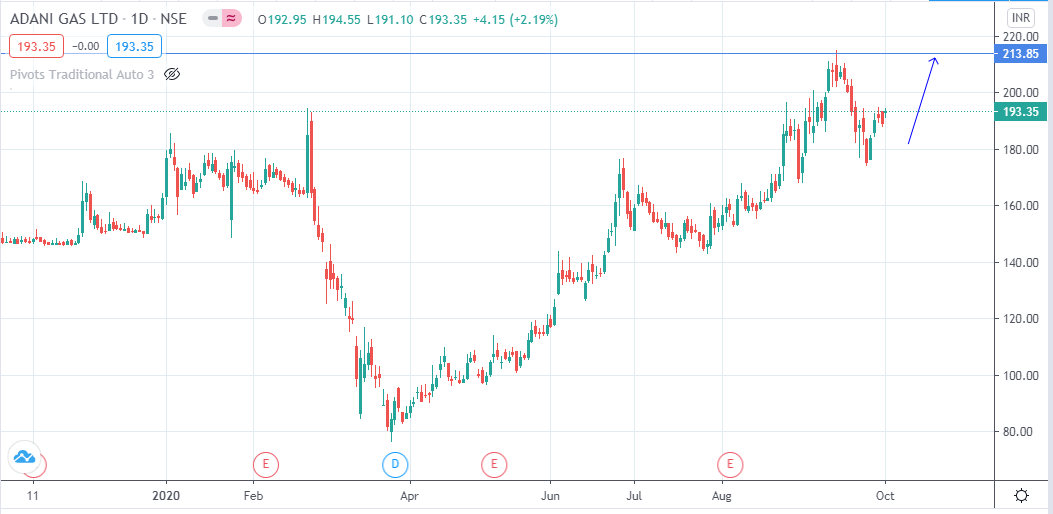 ADANI GAS LTD · 1D · NSE O192.95 H194.55 L191.10 C193.35 +4.15 (+2.19%)
INR
193.35 −0.00 193.35
Pivots Traditional Auto 3
220.00
213.85
200.00
193.35
180.00
160.00
140.00
120.00
100.00
80.00
E D E E
11 2020 Feb Apr Jun Jul Aug Oct